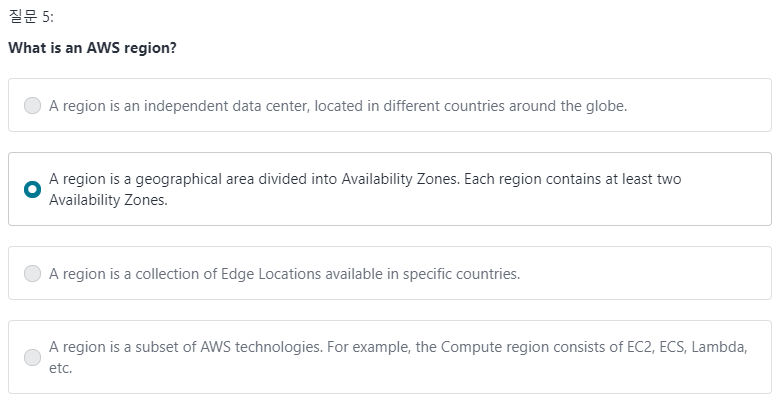 질문 5:
What is an AWS region?
A region is an independent data center, located in different countries around the globe.
A region is a geographical area divided into Availability Zones. Each region contains at least two
Availability Zones.
A region is a collection of Edge Locations available in specific countries.
A region is a subset of AWS technologies. For example, the Compute region consists of EC2, ECS, Lambda,
etc.